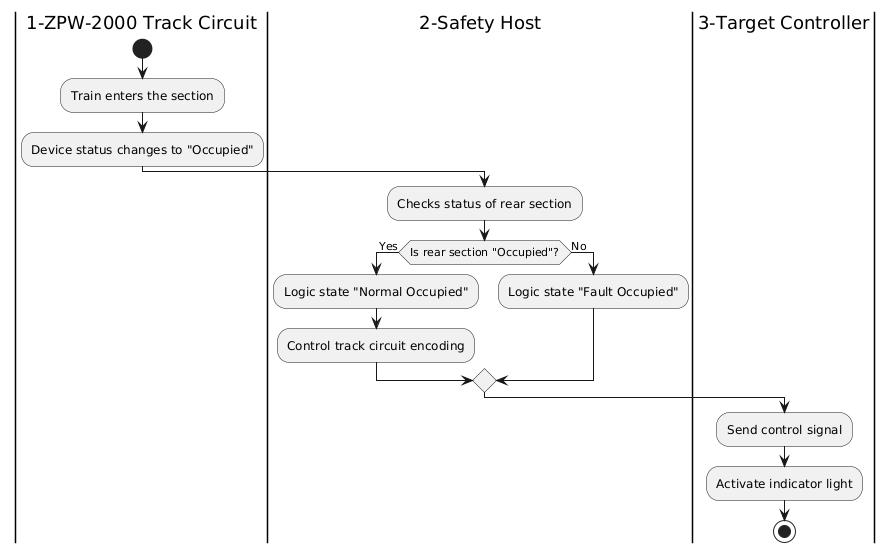 1-ZPW-2000 Track Circuit
2-Safety Host
3-Target Controller
Train enters the section
Device status changes to "Occupied"
Checks status of rear section
Is rear section "Occupied"?
Yes
No
Logic state "Normal Occupied"
Logic state "Fault Occupied"
Control track circuit encoding
Send control signal
Activate indicator light